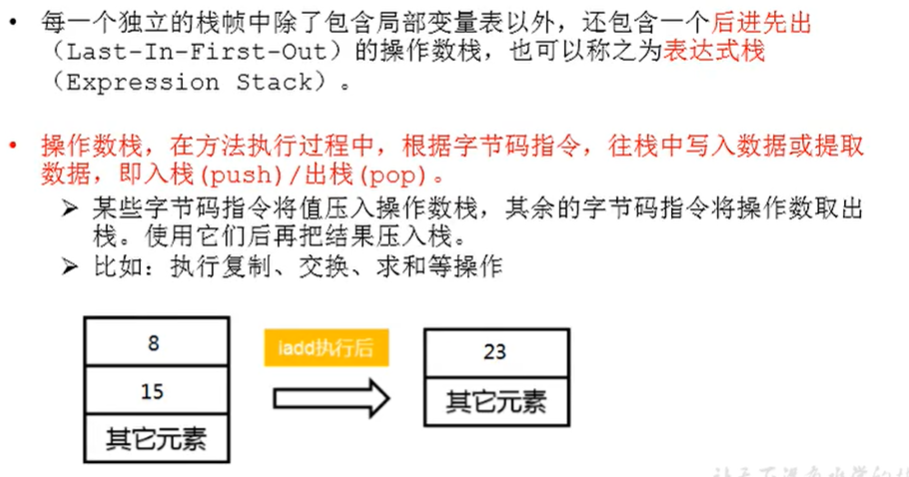 • 每一个独立的栈帧中除了包含局部变量表以外，还包含一个后进先出
（Last-In-First-Out）的操作数栈，也可以称之为表达式栈
（Expression Stack）。
• 操作数栈，在方法执行过程中，根据字节码指令，往栈中写入数据或提取
数据，即入栈(push)/出栈(pop)。
➢ 某些字节码指令将值压入操作数栈，其余的字节码指令将操作数取出
栈。使用它们后再把结果压入栈。
➢ 比如：执行复制、交换、求和等操作
8
15
其它元素
iadd执行后
23
其它元素